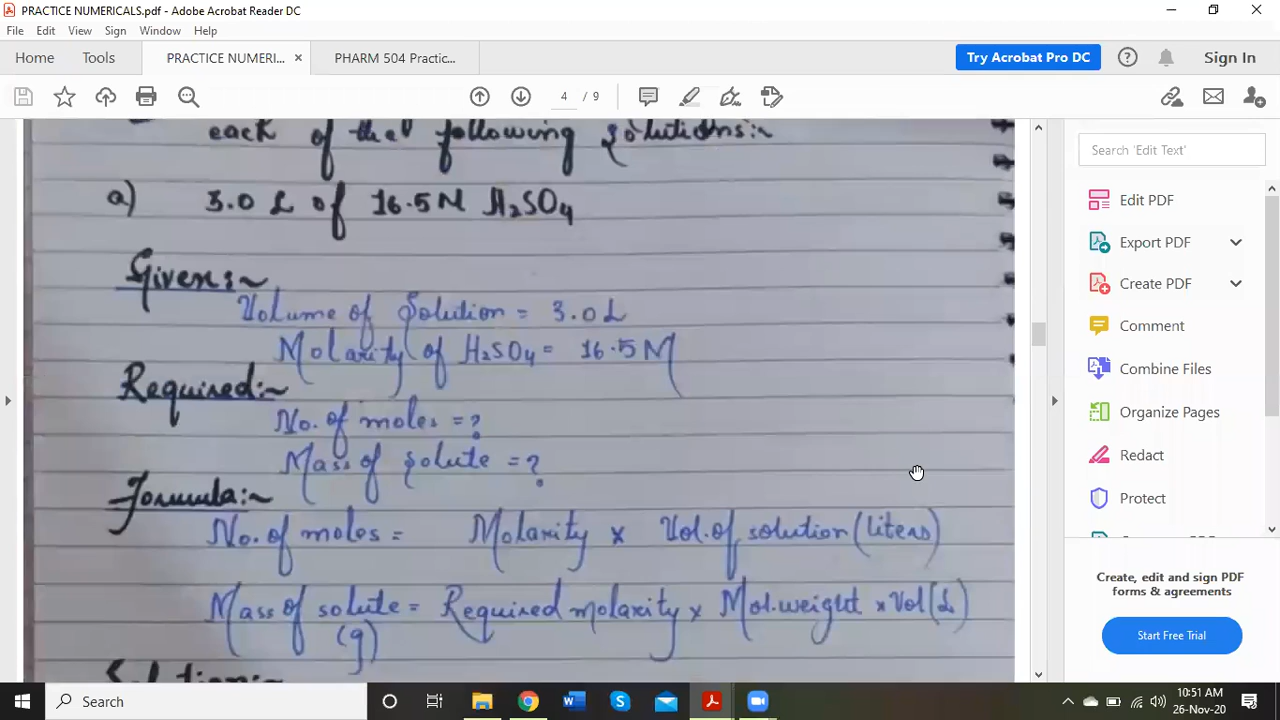 PRACTICE NUMERICALS.pdf - Adobe Acrobat Reader DC
File Edit View Sign Window Help
Home Tools PRACTICE NUMERI... × PHARM 504 Practic... Try Acrobat Pro DC Sign In
4 / 9
each of the following solutions:~
a) 3.0 L of 16.5 M H₂SO₄
Given:~
Volume of Solution = 3.0 L
Molarity of H₂SO₄ = 16.5 M
Required:~
No. of moles = ?
Mass of solute = ?
Formula:~
No. of moles = Molarity × Vol. of solution (liters)
Mass of solute = Required molarity × Mol. weight × Vol (L)
(g)
Solution:~
Search 'Edit Text'
Edit PDF
Export PDF
Create PDF
Comment
Combine Files
Organize Pages
Redact
Protect
Create, edit and sign PDF
forms & agreements
Start Free Trial
Search
10:51 AM
26-Nov-20